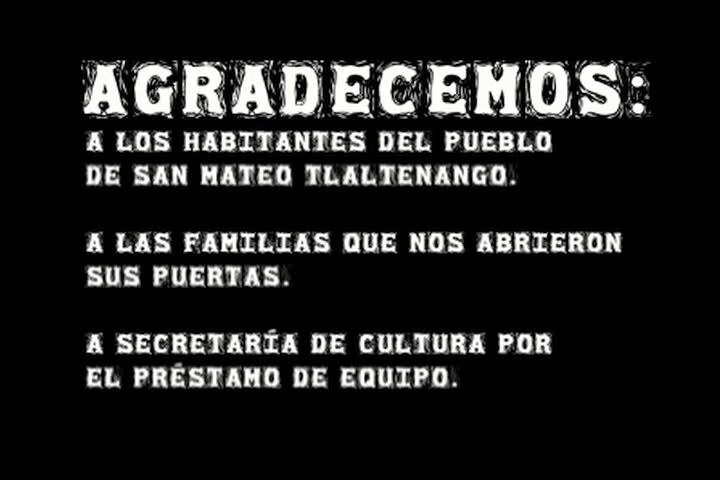 AGRADECEMOS:
A LOS HABITANTES DEL PUEBLO
DE SAN MATEO TLALTENANGO.
A LAS FAMILIAS QUE NOS ABRIERON
SUS PUERTAS.
A SECRETARÍA DE CULTURA POR
EL PRÉSTAMO DE EQUIPO.